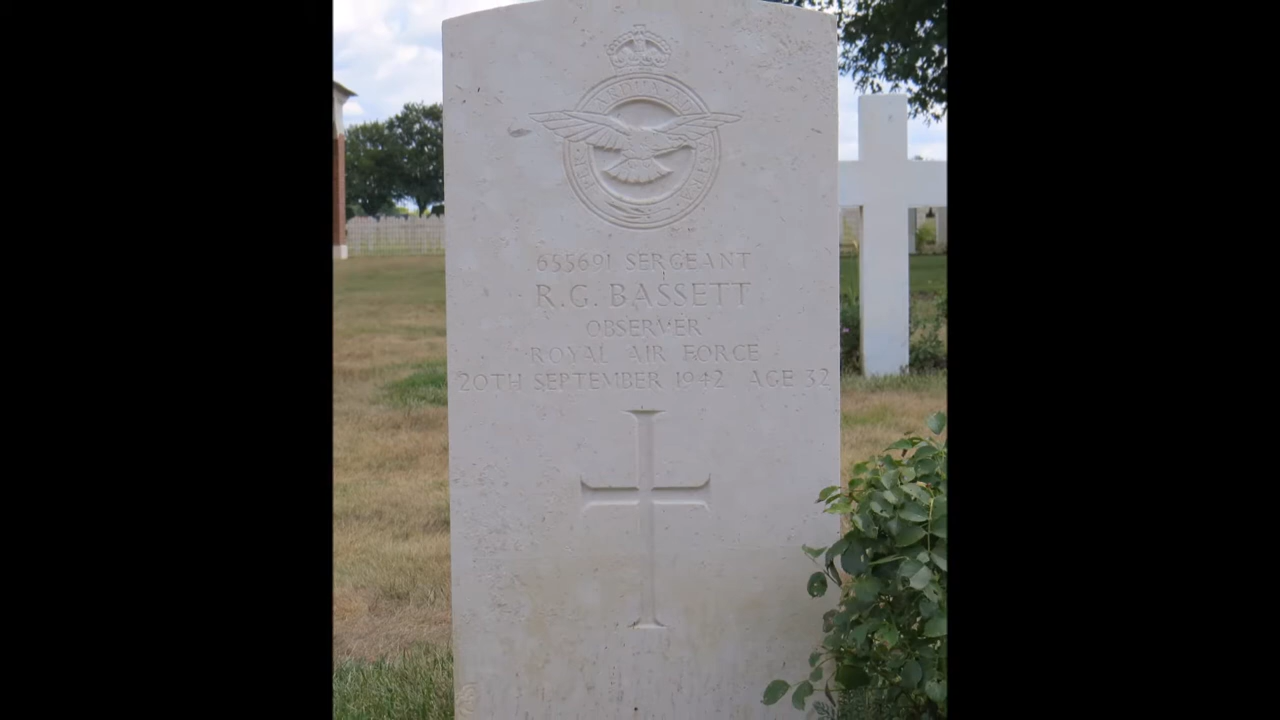 655691 SERGEANT
R.G. BASSETT
OBSERVER
ROYAL AIR FORCE
20TH SEPTEMBER 1942 AGE 32